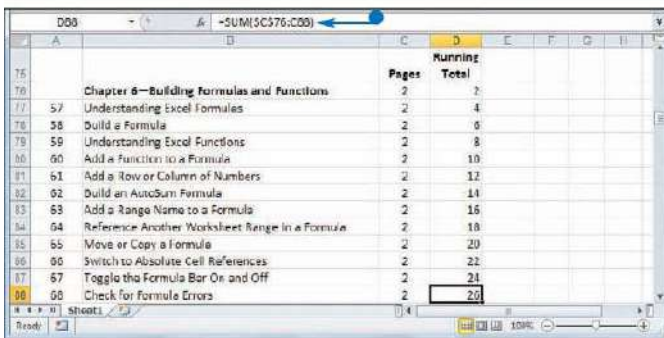 D88 fx =SUM($C$76:C88)
A B C D E F G H
75 Pages Running Total
76 Chapter 6—Building Formulas and Functions 2 2
77 57 Understanding Excel Formulas 2 4
78 58 Build a Formula 2 6
79 59 Understanding Excel Functions 2 8
80 60 Add a Function to a Formula 2 10
81 61 Add a Row or Column of Numbers 2 12
82 62 Build an AutoSum Formula 2 14
83 63 Add a Range Name to a Formula 2 16
84 64 Reference Another Worksheet Range in a Formula 2 18
85 65 Move or Copy a Formula 2 20
86 66 Switch to Absolute Cell References 2 22
87 67 Toggle the Formula Bar On and Off 2 24
88 68 Check for Formula Errors 2 26
Sheet1
Ready 100%